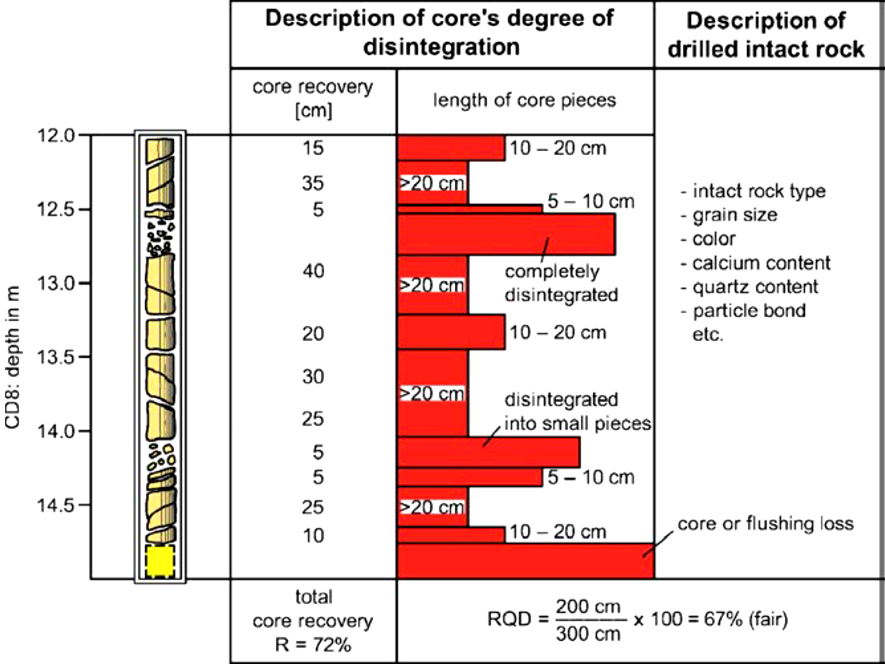 Description of core's degree of
disintegration
Description of
drilled intact rock
core recovery
[cm]
length of core pieces
CD8: depth in m
12.0
12.5
13.0
13.5
14.0
14.5
15
35
5
40
20
30
25
5
5
25
10
10 – 20 cm
>20 cm
5 – 10 cm
completely
disintegrated
>20 cm
10 – 20 cm
>20 cm
disintegrated
into small pieces
5 – 10 cm
>20 cm
10 – 20 cm
core or flushing loss
- intact rock type
- grain size
- color
- calcium content
- quartz content
- particle bond
etc.
total
core recovery
R = 72%
RQD = 200 cm / 300 cm x 100 = 67% (fair)